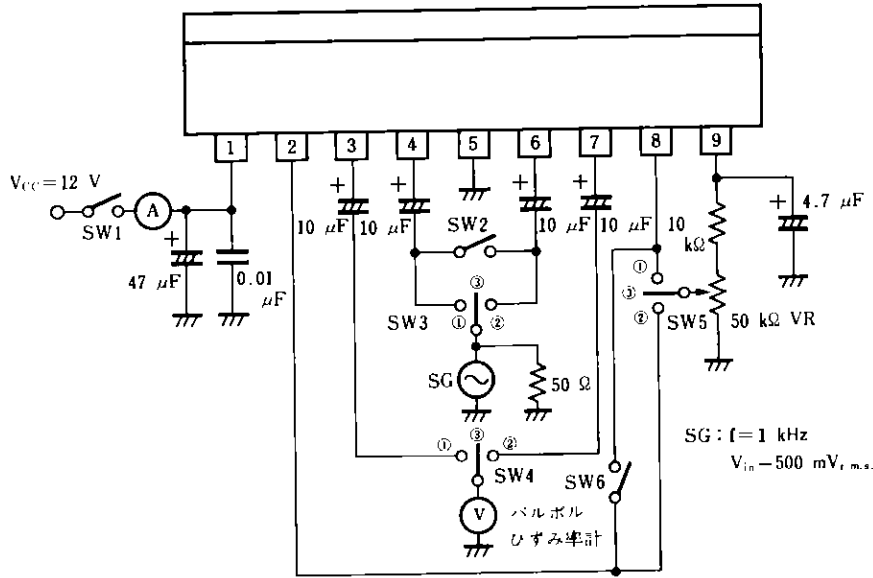 1 2 3 4 5 6 7 8 9
V_CC=12 V
SW1
A
+
47 μF
0.01 μF
+
10 μF
+
10 μF
+
10 μF
+
10 μF
SW2
③
① ②
SW3
SG
50 Ω
③
① ②
SW4
V
バルボル
ひずみ率計
SW6
①
③
②
SW5
10 kΩ
50 kΩ VR
+
4.7 μF
SG : f=1 kHz
V_in−500 mV_r.m.s.